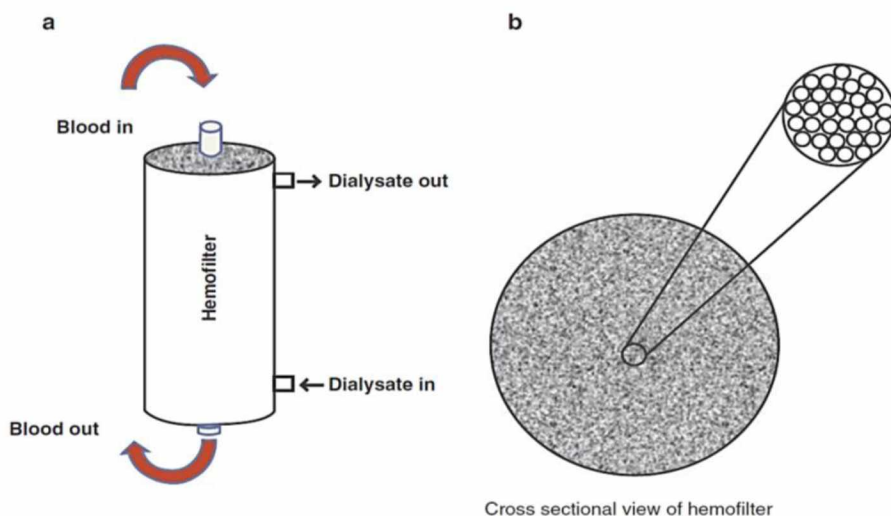 a
b
Blood in
Dialysate out
Hemofilter
Dialysate in
Blood out
Cross sectional view of hemofilter